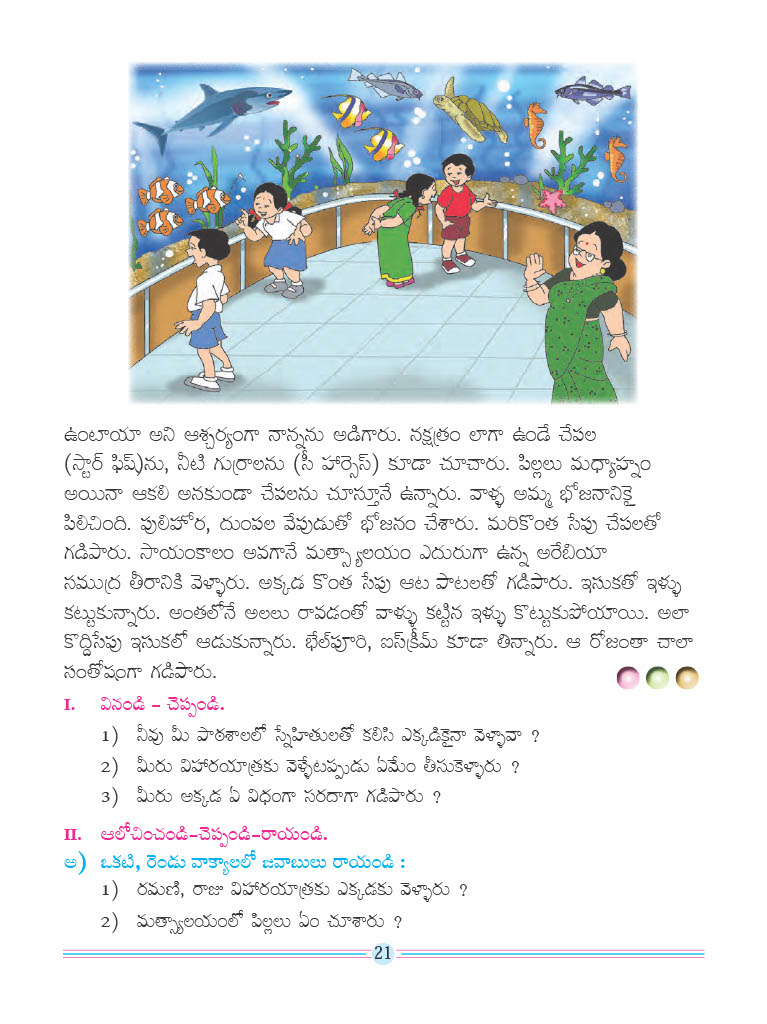 ఉంటాయా అని ఆశ్చర్యంగా నాన్నను అడిగారు. నక్షత్రం లాగా ఉండే చేపల
(స్టార్ ఫిష్)ను, నీటి గుర్రాలను (సీ హార్సెస్) కూడా చూచారు. పిల్లలు మధ్యాహ్నం
అయినా ఆకలి అనకుండా చేపలను చూస్తూనే ఉన్నారు. వాళ్ళ అమ్మ భోజనానికై
పిలిచింది. పులిహోర, దుంపల వేపుడుతో భోజనం చేశారు. మరికొంత సేపు చేపలతో
గడిపారు. సాయంకాలం అవగానే మత్స్యాలయం ఎదురుగా ఉన్న అరేబియా
సముద్ర తీరానికి వెళ్ళారు. అక్కడ కొంత సేపు ఆట పాటలతో గడిపారు. ఇసుకతో ఇళ్ళు
కట్టుకున్నారు. అంతలోనే అలలు రావడంతో వాళ్ళు కట్టిన ఇళ్ళు కొట్టుకుపోయాయి. అలా
కొద్దిసేపు ఇసుకలో ఆడుకున్నారు. భేల్‌పూరి, ఐస్‌క్రీమ్ కూడా తిన్నారు. ఆ రోజంతా చాలా
సంతోషంగా గడిపారు.
I. వినండి – చెప్పండి.
1) నీవు మీ పాఠశాలలో స్నేహితులతో కలిసి ఎక్కడికైనా వెళ్ళావా ?
2) మీరు విహారయాత్రకు వెళ్ళేటప్పుడు ఏమేం తీసుకెళ్ళారు ?
3) మీరు అక్కడ ఏ విధంగా సరదాగా గడిపారు ?
II. ఆలోచించండి–చెప్పండి–రాయండి.
అ) ఒకటి, రెండు వాక్యాలలో జవాబులు రాయండి :
1) రమణి, రాజు విహారయాత్రకు ఎక్కడకు వెళ్ళారు ?
2) మత్స్యాలయంలో పిల్లలు ఏం చూశారు ?
21